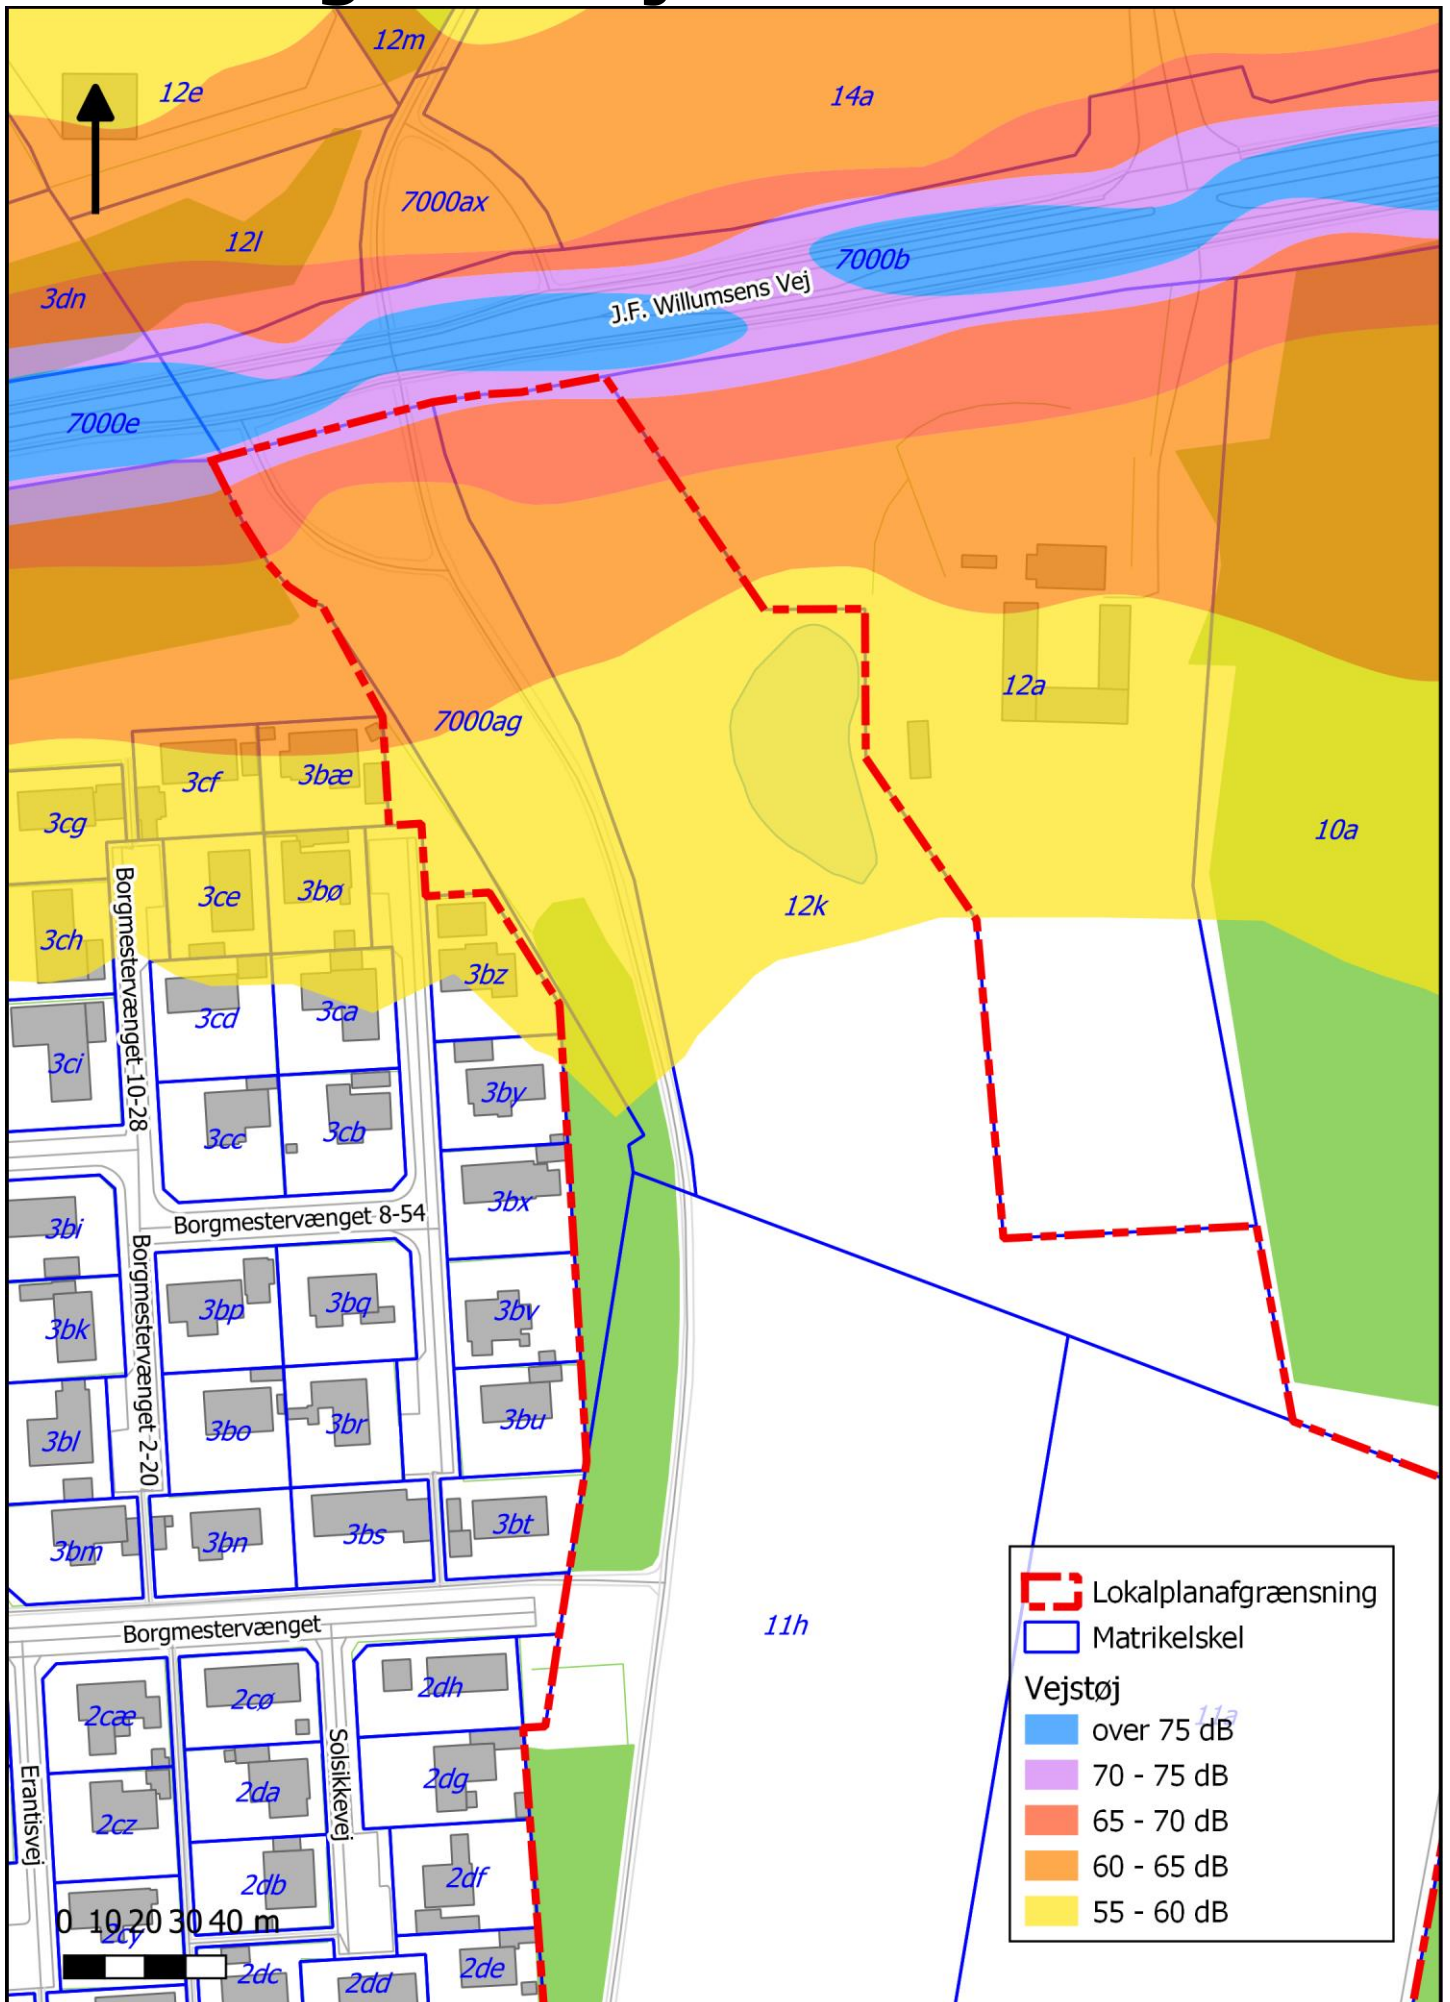 12m
12e
14a
7000ax
12l
7000b
3dn
J.F. Willumsens Vej
7000e
12a
7000ag
3cf
3bæ
3cg
10a
3ce
3bø
12k
3ch
3bz
Borgmestervænget 10-28
3cd
3ca
3ci
3by
3cc
3cb
3bx
Borgmestervænget 8-54
3bi
3bp
3bq
3bv
3bk
Borgmestervænget 2-20
3bo
3br
3bu
3bl
3bt
3bm
3bn
3bs
Borgmestervænget
11h
2cæ
2cø
2dh
Erantisvej
2da
Solsikkevej
2dg
2cz
2db
2df
2cy
0 10 20 30 40 m
2dc
2dd
2de
Lokalplanafgrænsning
Matrikelskel
Vejstøj
11a
over 75 dB
70 - 75 dB
65 - 70 dB
60 - 65 dB
55 - 60 dB